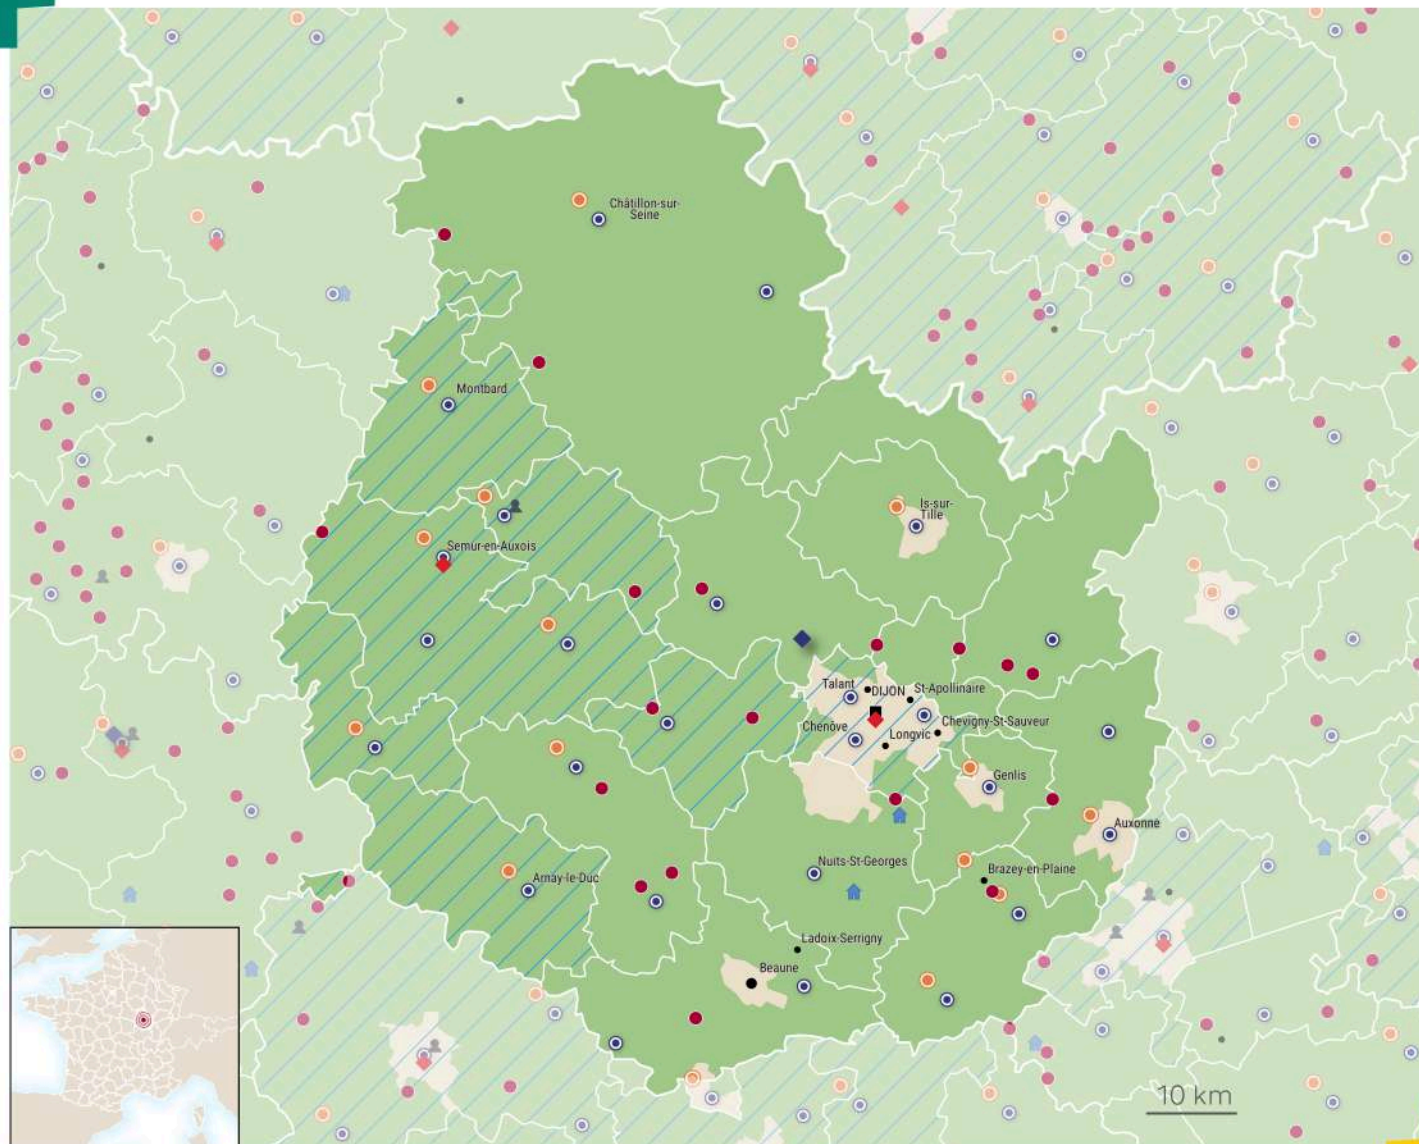 Châtillon-sur-
Seine
Montbard
Is-sur-
Tille
Semur-en-Auxois
Talant
DIJON
St-Apollinaire
Chenôve
Longvic
Chevigny-St-Sauveur
Genlis
Auxonne
Nuits-St-Georges
Brazey-en-Plaine
Arnay-le-Duc
Ladoix-Serrigny
Beaune
10 km